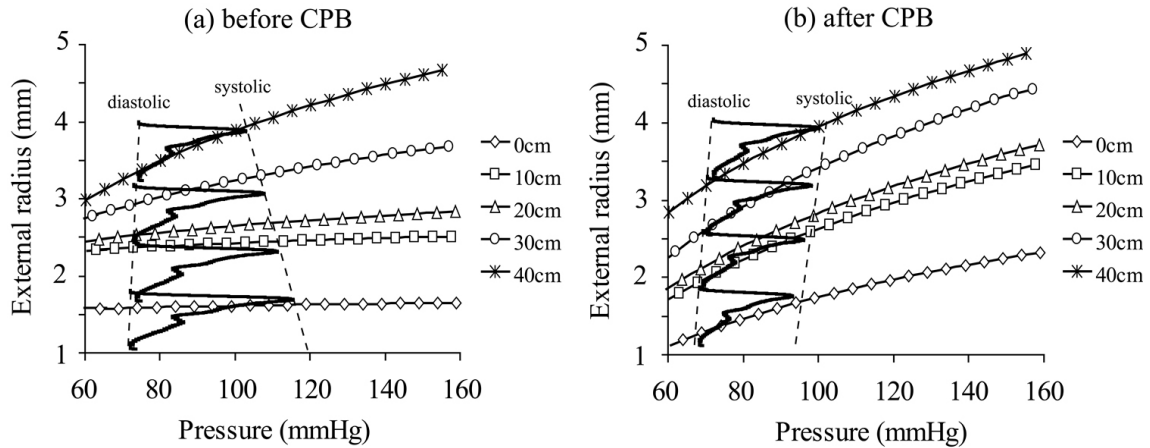 (a) before CPB
External radius (mm)
5
4
3
2
1
diastolic
systolic
60
80
100
120
140
160
Pressure (mmHg)
0cm
10cm
20cm
30cm
40cm
(b) after CPB
External radius (mm)
5
4
3
2
1
diastolic
systolic
60
80
100
120
140
160
Pressure (mmHg)
0cm
10cm
20cm
30cm
40cm